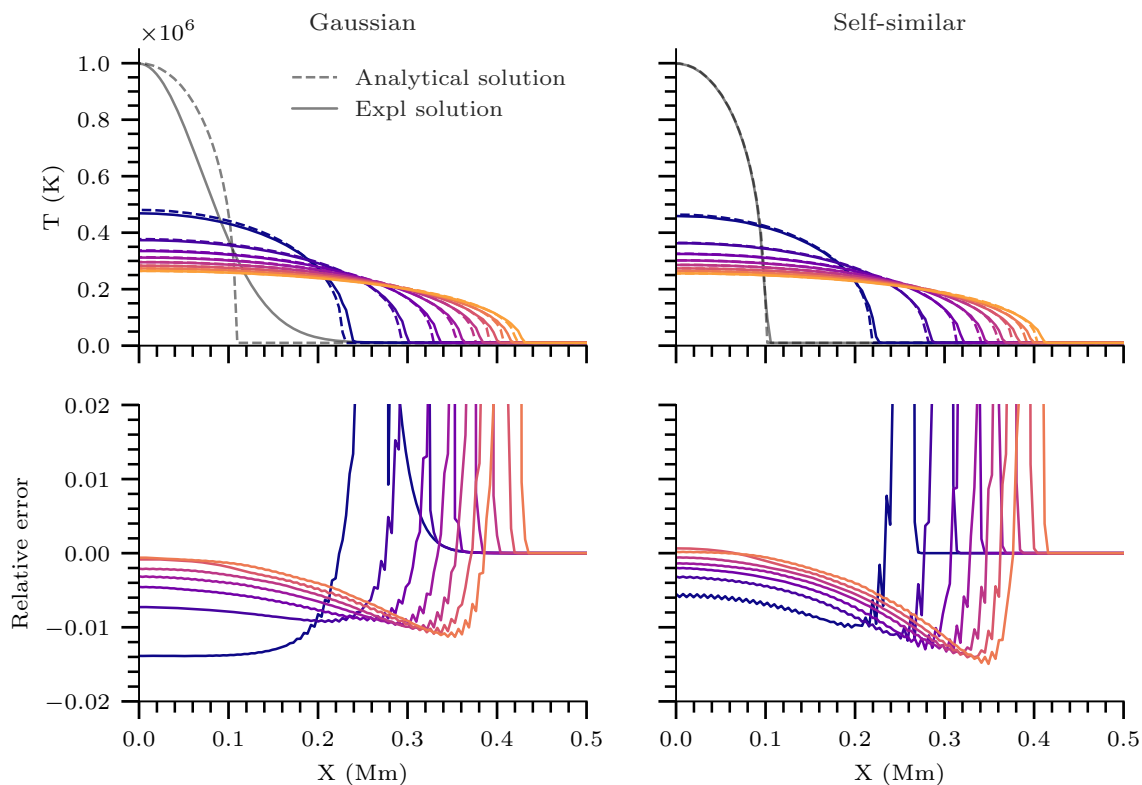 Gaussian
Self-similar
×10⁶
Analytical solution
Expl solution
T (K)
1.0
0.8
0.6
0.4
0.2
0.0
Relative error
0.02
0.01
0.00
−0.01
−0.02
0.0 0.1 0.2 0.3 0.4 0.5
0.0 0.1 0.2 0.3 0.4 0.5
X (Mm)
X (Mm)